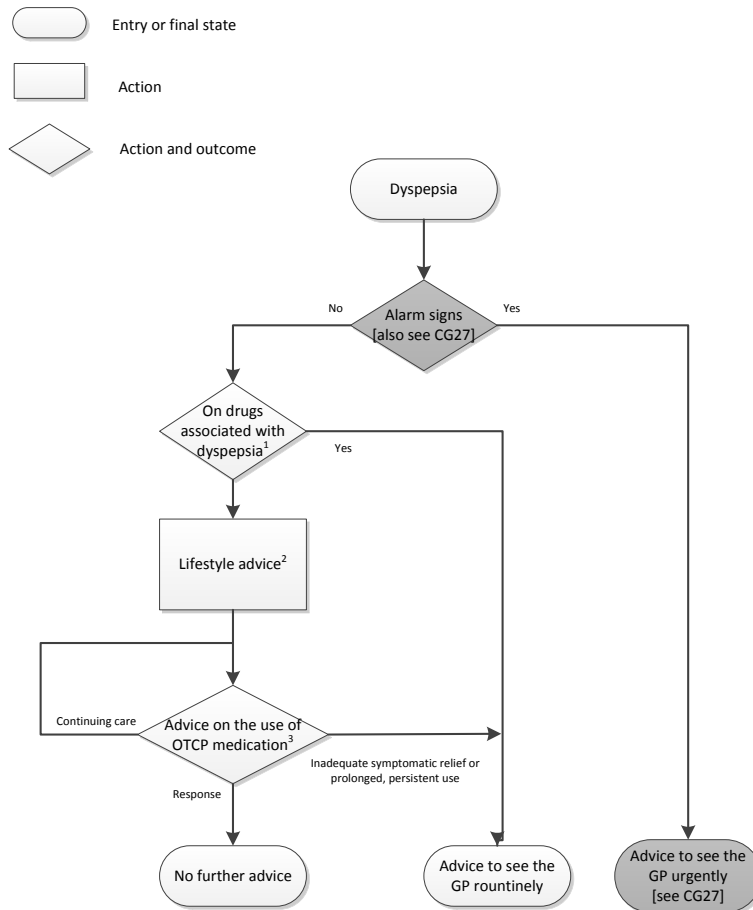 Entry or final state
Action
Action and outcome
Dyspepsia
No
Alarm signs
[also see CG27]
Yes
On drugs
associated with
dyspepsia1
Yes
Lifestyle advice2
Continuing care
Advice on the use of
OTCP medication3
Inadequate symptomatic relief or
prolonged, persistent use
Response
No further advice
Advice to see the
GP rountinely
Advice to see the
GP urgently
[see CG27]